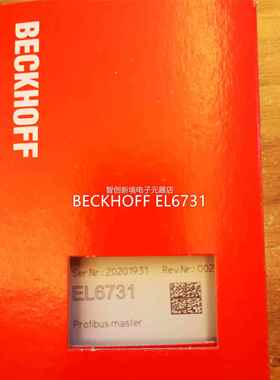 BECKHOFF
智创新境电子元器店
BECKHOFF EL6731
Ser.Nr.: 20201931 Rev.Nr.: 002
EL6731
Profibus master